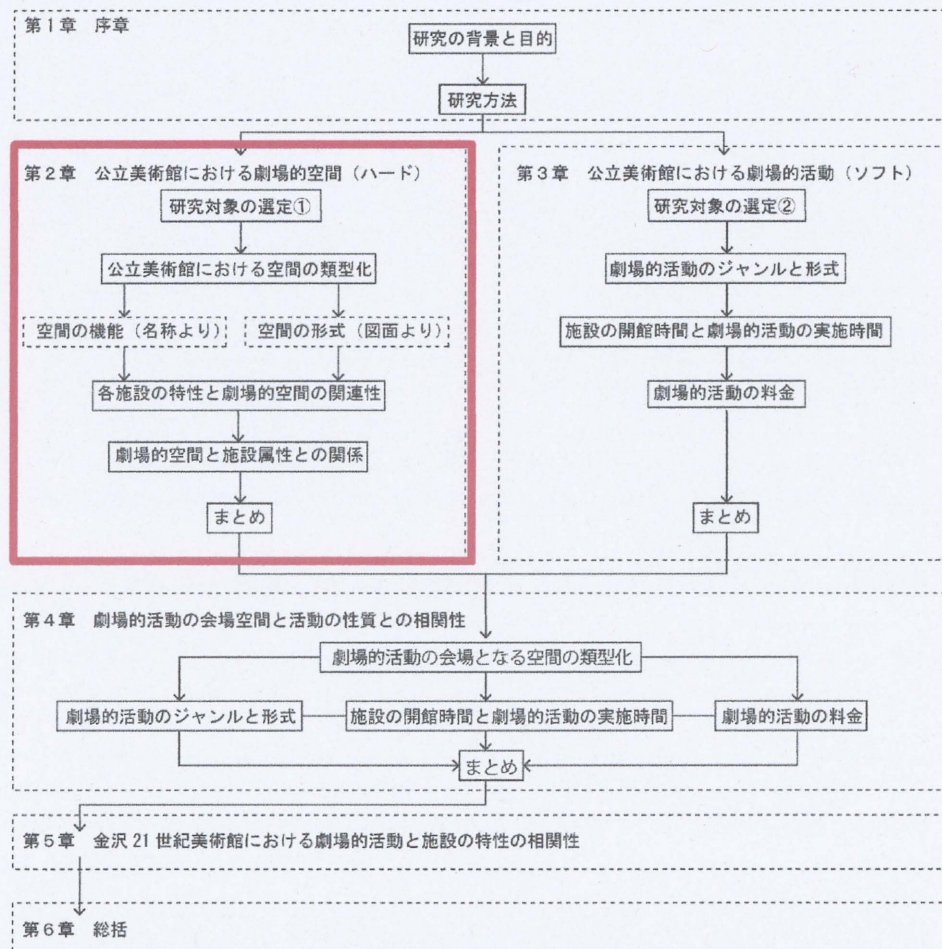 第1章 序章
研究の背景と目的
研究方法
第2章 公立美術館における劇場的空間(ハード)
研究対象の選定①
公立美術館における空間の類型化
空間の機能(名称より)
空間の形式(図面より)
各施設の特性と劇場的空間の関連性
劇場的空間と施設属性との関係
まとめ
第3章 公立美術館における劇場的活動(ソフト)
研究対象の選定②
劇場的活動のジャンルと形式
施設の開館時間と劇場的活動の実施時間
劇場的活動の料金
まとめ
第4章 劇場的活動の会場空間と活動の性質との相関性
劇場的活動の会場となる空間の類型化
劇場的活動のジャンルと形式
施設の開館時間と劇場的活動の実施時間
劇場的活動の料金
まとめ
第5章 金沢21世紀美術館における劇場的活動と施設の特性の相関性
第6章 総括